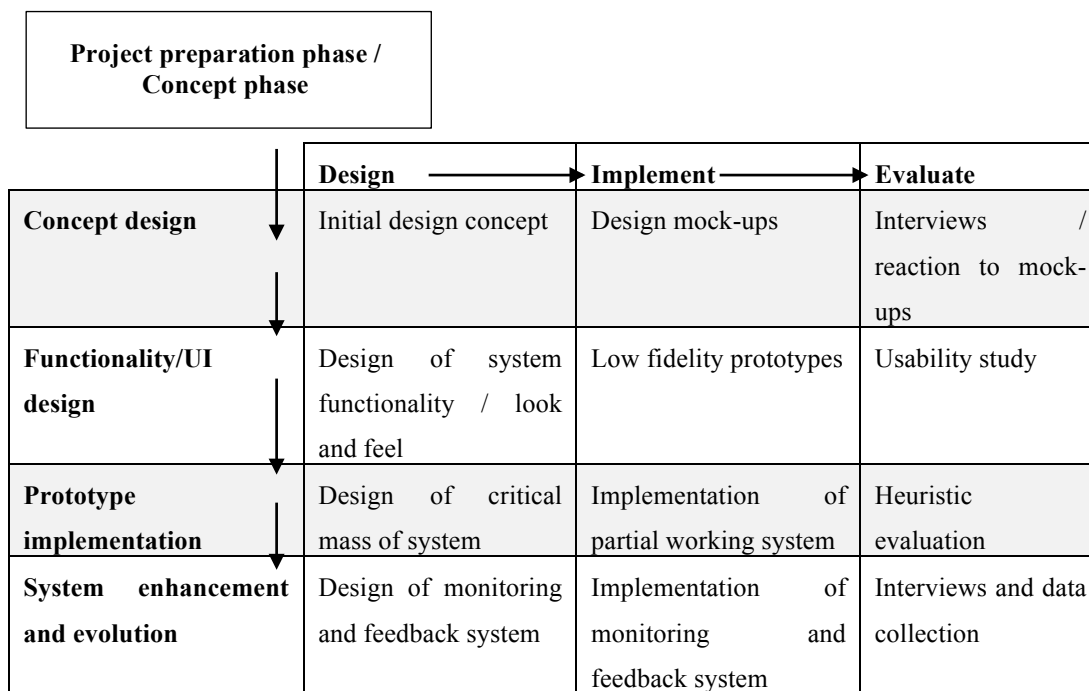 Project preparation phase /
Concept phase
Design Implement Evaluate
Concept design Initial design concept Design mock-ups Interviews /
reaction to mock-
ups
Functionality/UI Design of system Low fidelity prototypes Usability study
design functionality / look
and feel
Prototype Design of critical Implementation of Heuristic
implementation mass of system partial working system evaluation
System enhancement Design of monitoring Implementation of Interviews and data
and evolution and feedback system monitoring and collection
feedback system